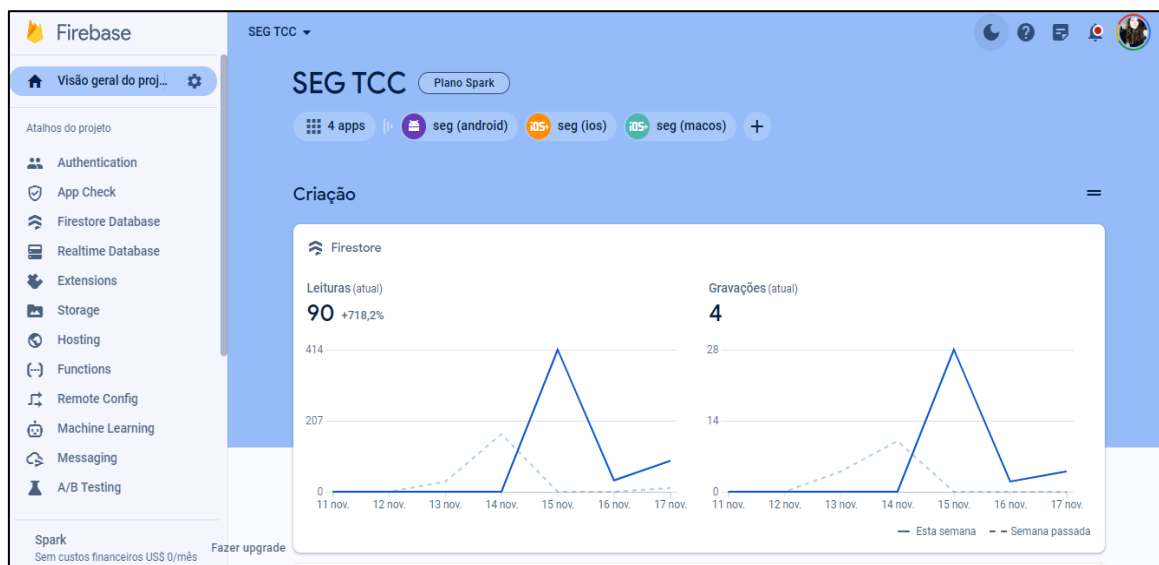 Firebase
Visão geral do proj...
Atalhos do projeto
Authentication
App Check
Firestore Database
Realtime Database
Extensions
Storage
Hosting
Functions
Remote Config
Machine Learning
Messaging
A/B Testing
Spark
Sem custos financeiros US$ 0/mês
Fazer upgrade
SEG TCC
SEG TCC
Plano Spark
4 apps
seg (android)
iOS+
seg (ios)
iOS+
seg (macos)
Criação
Firestore
Leituras (atual)
90 +718,2%
414
207
0
11 nov. 12 nov. 13 nov. 14 nov. 15 nov. 16 nov. 17 nov.
Gravações (atual)
4
28
14
0
11 nov. 12 nov. 13 nov. 14 nov. 15 nov. 16 nov. 17 nov.
Esta semana Semana passada